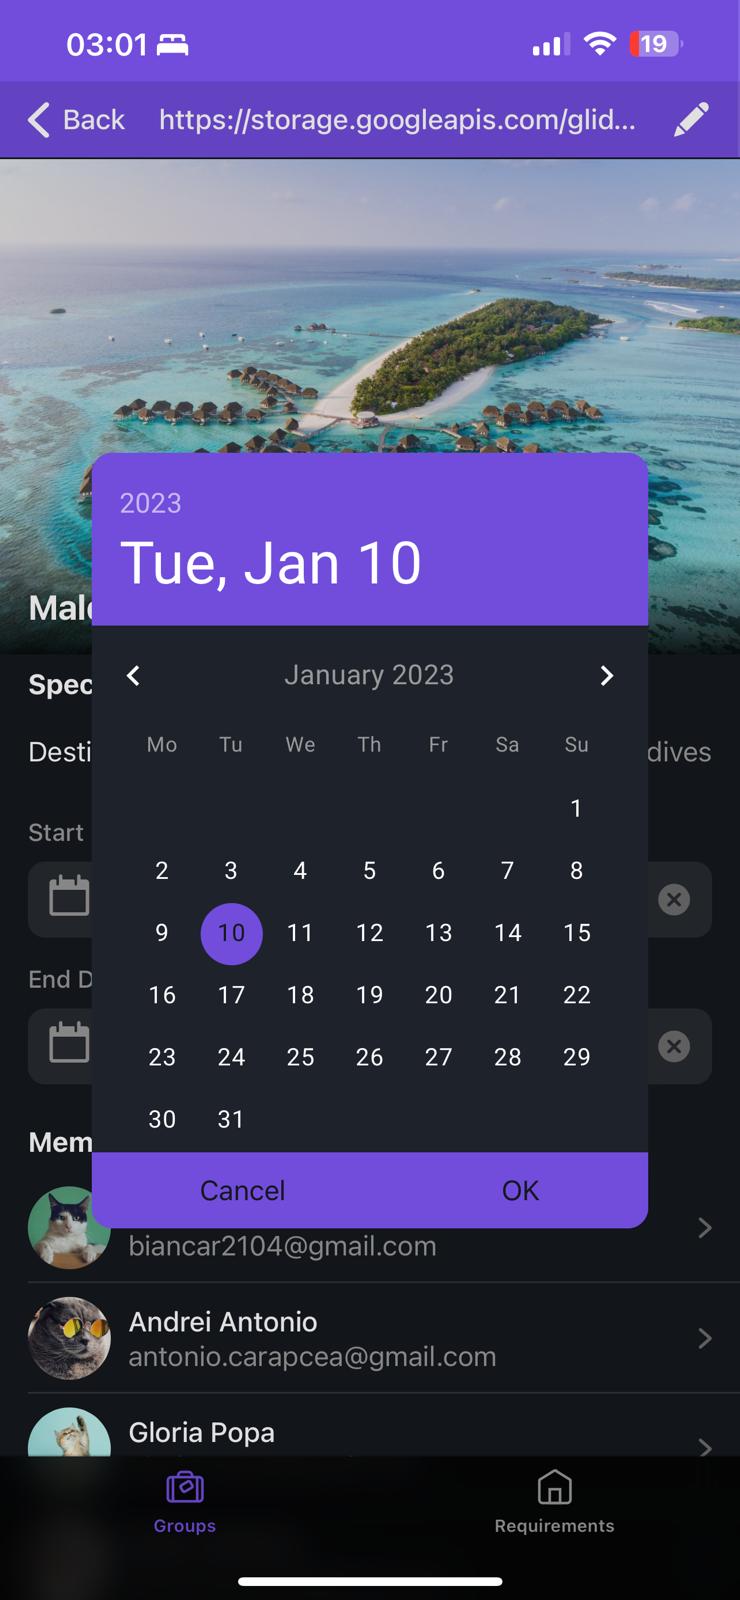 03:01
19
Back https://storage.googleapis.com/glid...
2023
Tue, Jan 10
January 2023
Mo Tu We Th Fr Sa Su
1
2 3 4 5 6 7 8
9 10 11 12 13 14 15
16 17 18 19 20 21 22
23 24 25 26 27 28 29
30 31
Cancel OK
Mald
Spec
Desti
dives
Start
End D
Mem
biancar2104@gmail.com
Andrei Antonio
antonio.carapcea@gmail.com
Gloria Popa
Groups Requirements